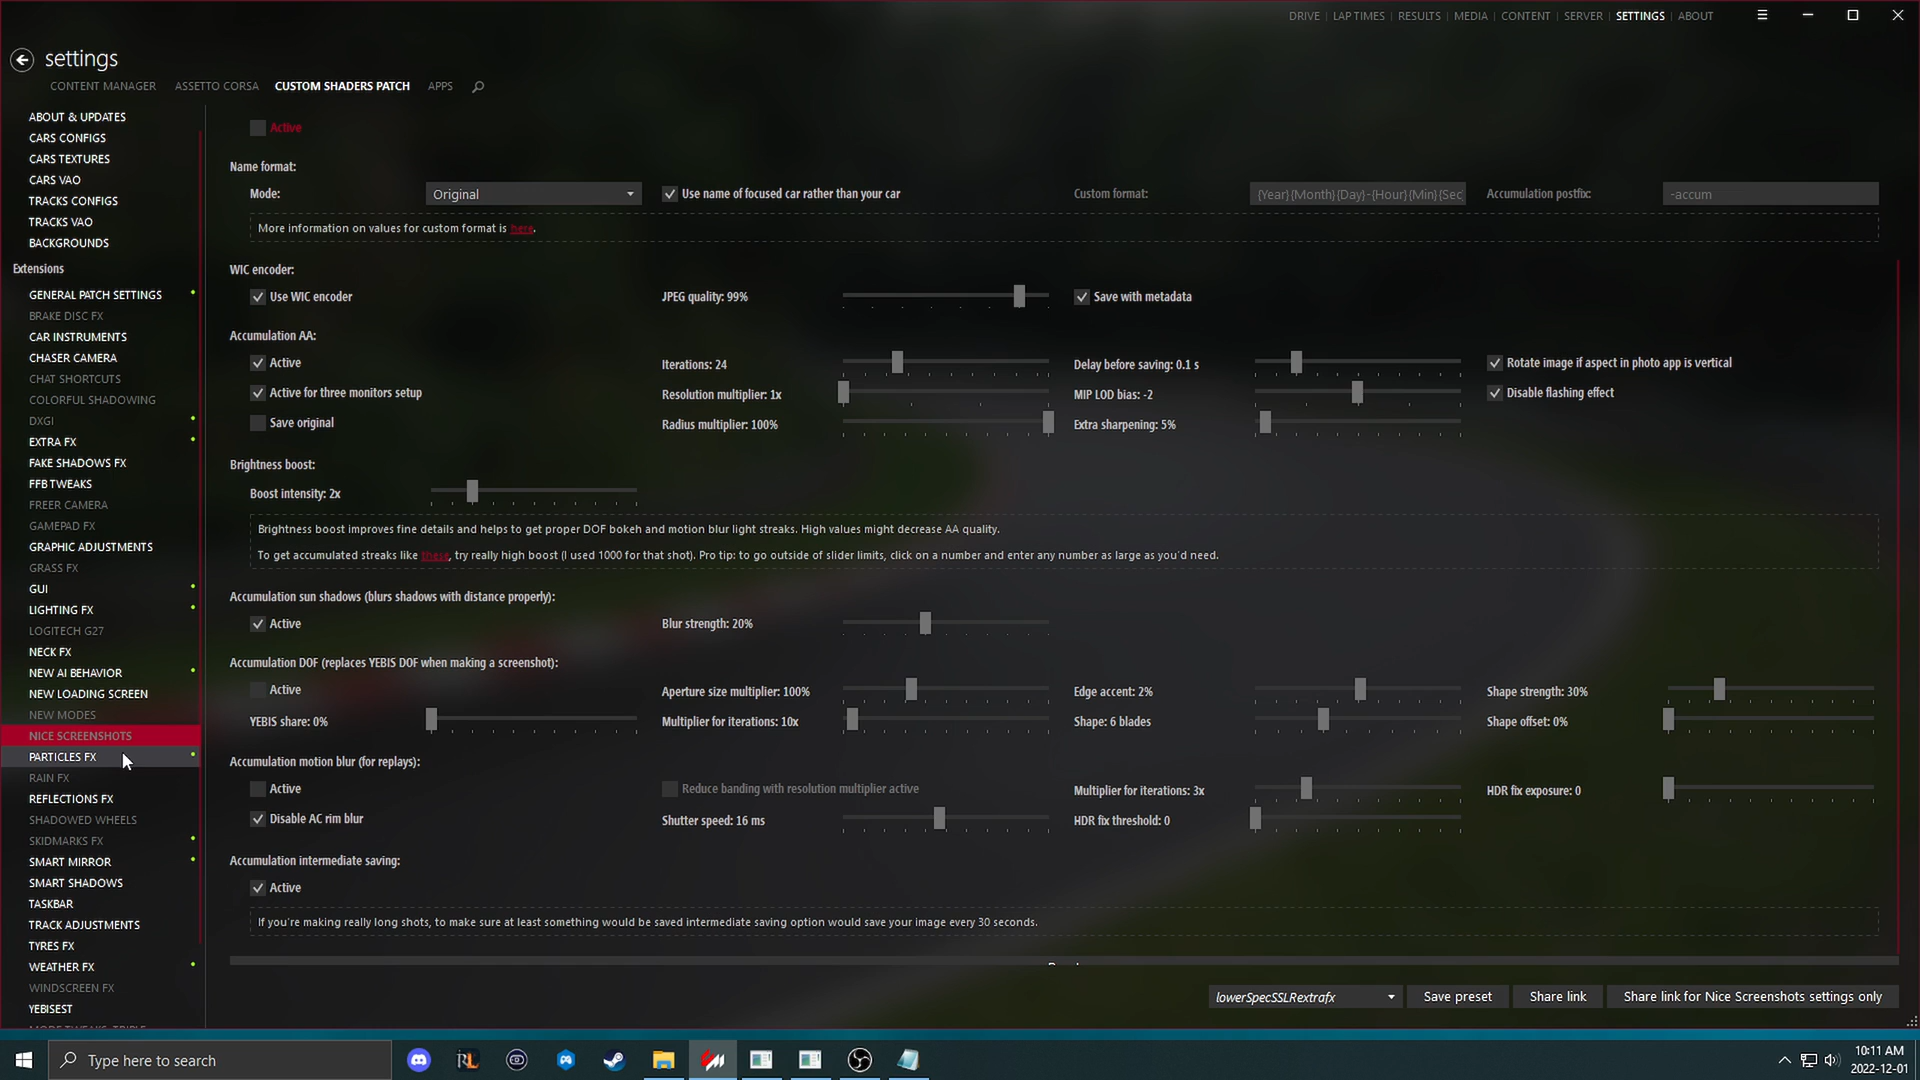 DRIVE | LAP TIMES | RESULTS | MEDIA | CONTENT | SERVER | SETTINGS | ABOUT
settings
CONTENT MANAGER ASSETTO CORSA CUSTOM SHADERS PATCH APPS
ABOUT & UPDATES
CARS CONFIGS
CARS TEXTURES
CARS VAO
TRACKS CONFIGS
TRACKS VAO
BACKGROUNDS
Extensions
GENERAL PATCH SETTINGS
BRAKE DISC FX
CAR INSTRUMENTS
CHASER CAMERA
CHAT SHORTCUTS
COLORFUL SHADOWING
DXGI
EXTRA FX
FAKE SHADOWS FX
FFB TWEAKS
FREER CAMERA
GAMEPAD FX
GRAPHIC ADJUSTMENTS
GRASS FX
GUI
LIGHTING FX
LOGITECH G27
NECK FX
NEW AI BEHAVIOR
NEW LOADING SCREEN
NEW MODES
NICE SCREENSHOTS
PARTICLES FX
RAIN FX
REFLECTIONS FX
SHADOWED WHEELS
SKIDMARKS FX
SMART MIRROR
SMART SHADOWS
TASKBAR
TRACK ADJUSTMENTS
TYRES FX
WEATHER FX
WINDSCREEN FX
YEBISEST
Active
Name format:
Mode: Original Use name of focused car rather than your car Custom format: {Year}{Month}{Day}-{Hour}{Min}{Sec Accumulation postfix: -accum
More information on values for custom format is here.
WIC encoder:
Use WIC encoder JPEG quality: 99% Save with metadata
Accumulation AA:
Active Iterations: 24 Delay before saving: 0.1 s Rotate image if aspect in photo app is vertical
Active for three monitors setup Resolution multiplier: 1x MIP LOD bias: -2 Disable flashing effect
Save original Radius multiplier: 100% Extra sharpening: 5%
Brightness boost:
Boost intensity: 2x
Brightness boost improves fine details and helps to get proper DOF bokeh and motion blur light streaks. High values might decrease AA quality.
To get accumulated streaks like these, try really high boost (I used 1000 for that shot). Pro tip: to go outside of slider limits, click on a number and enter any number as large as you'd need.
Accumulation sun shadows (blurs shadows with distance properly):
Active Blur strength: 20%
Accumulation DOF (replaces YEBIS DOF when making a screenshot):
Active Aperture size multiplier: 100% Edge accent: 2% Shape strength: 30%
YEBIS share: 0% Multiplier for iterations: 10x Shape: 6 blades Shape offset: 0%
Accumulation motion blur (for replays):
Active Reduce banding with resolution multiplier active Multiplier for iterations: 3x HDR fix exposure: 0
Disable AC rim blur Shutter speed: 16 ms HDR fix threshold: 0
Accumulation intermediate saving:
Active
If you're making really long shots, to make sure at least something would be saved intermediate saving option would save your image every 30 seconds.
lowerSpecSSLRextrafx Save preset Share link Share link for Nice Screenshots settings only
Type here to search
10:11 AM
2022-12-01